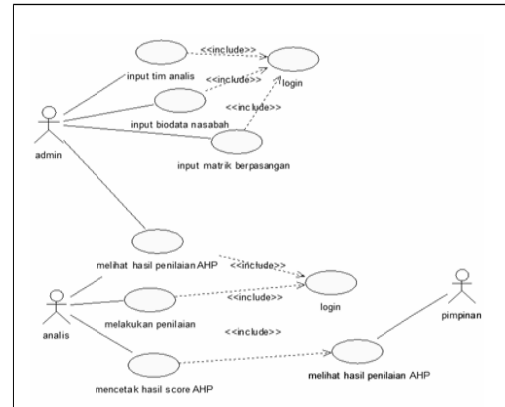 <<include>>
input tim analis
<<include>>
login
<<include>>
input biodata nasabah
input matrik berpasangan
admin
melihat hasil penilaian AHP
<<include>>
<<include>>
login
melakukan penilaian
analis
pimpinan
<<include>>
melihat hasil penilaian AHP
mencetak hasil score AHP